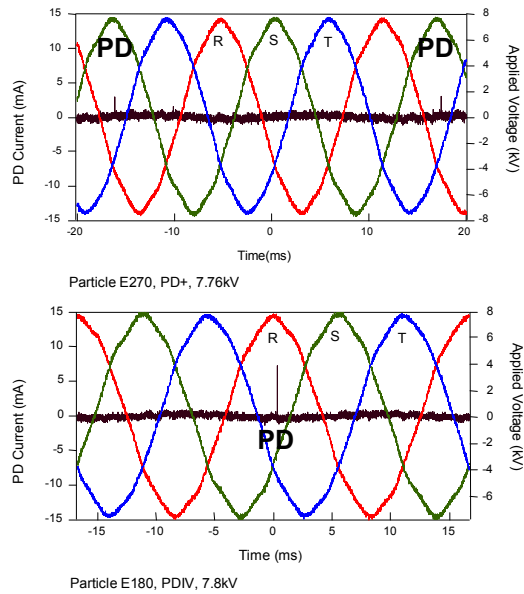 PD Current (mA)
Applied Voltage (kV)
15
10
5
0
-5
-10
-15
8
6
4
2
0
-2
-4
-6
-8
PD
R
S
T
PD
-20
-10
0
10
20
Time(ms)
Particle E270, PD+, 7.76kV
PD Current (mA)
Applied Voltage (kV)
15
10
5
0
-5
-10
-15
8
6
4
2
0
-2
-4
-6
R
S
T
PD
-15
-10
-5
0
5
10
15
Time (ms)
Particle E180, PDIV, 7.8kV